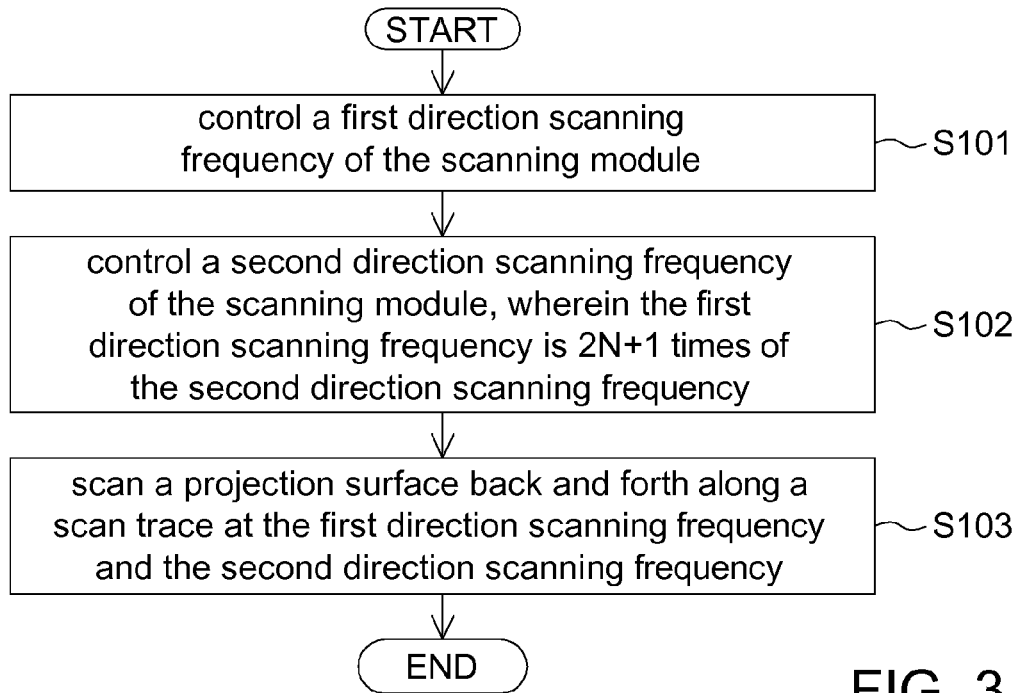 START
control a first direction scanning
frequency of the scanning module
S101
control a second direction scanning frequency
of the scanning module, wherein the first
direction scanning frequency is 2N+1 times of
the second direction scanning frequency
S102
scan a projection surface back and forth along a
scan trace at the first direction scanning frequency
and the second direction scanning frequency
S103
END
FIG. 3